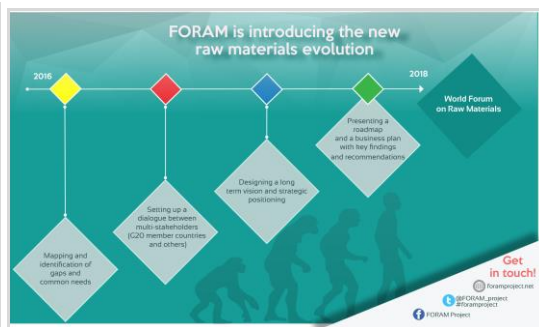 FORAM is introducing the new
raw materials evolution
2016
2018
World Forum
on Raw Materials
Presenting a
roadmap
and a business plan
with key findings
and recommendations
Designing a long
term vision and strategic
positioning
Setting up a
dialogue between
multi-stakeholders
(G20 member countries
and others)
Mapping and
identification of
gaps and
common needs
Get
in touch!
foramproject.net
@FORAM_project
#foramproject
FORAM Project